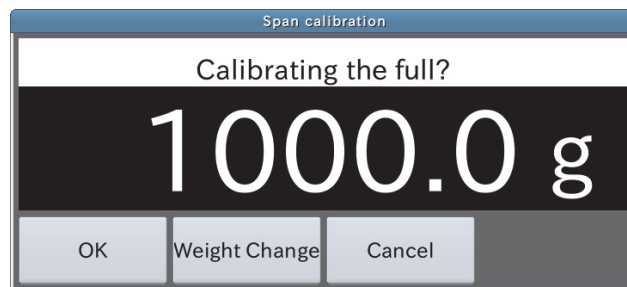 Span calibration
Calibrating the full?
1000.0 g
OK
Weight Change
Cancel